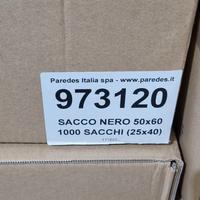 Paredes Italia spa - www.paredes.it
973120
SACCO NERO 50x60
1000 SACCHI (25x40)